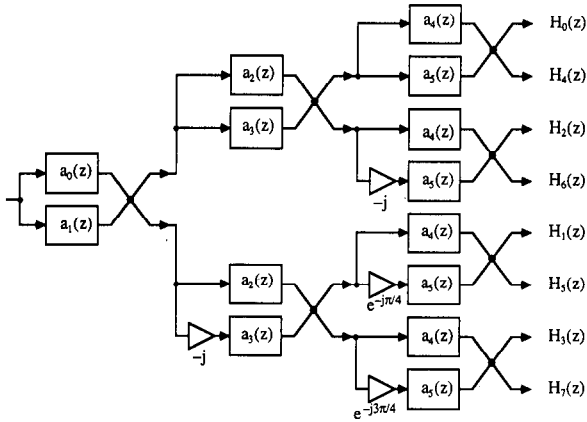 a₄(z) H₀(z)
a₂(z) a₅(z) H₄(z)
a₃(z) a₄(z) H₂(z)
a₀(z) a₅(z) H₆(z)
-j
a₁(z)
a₄(z) H₁(z)
a₂(z) a₅(z) H₅(z)
e^{-jπ/4}
a₃(z) a₄(z) H₃(z)
-j
a₅(z) H₇(z)
e^{-j3π/4}